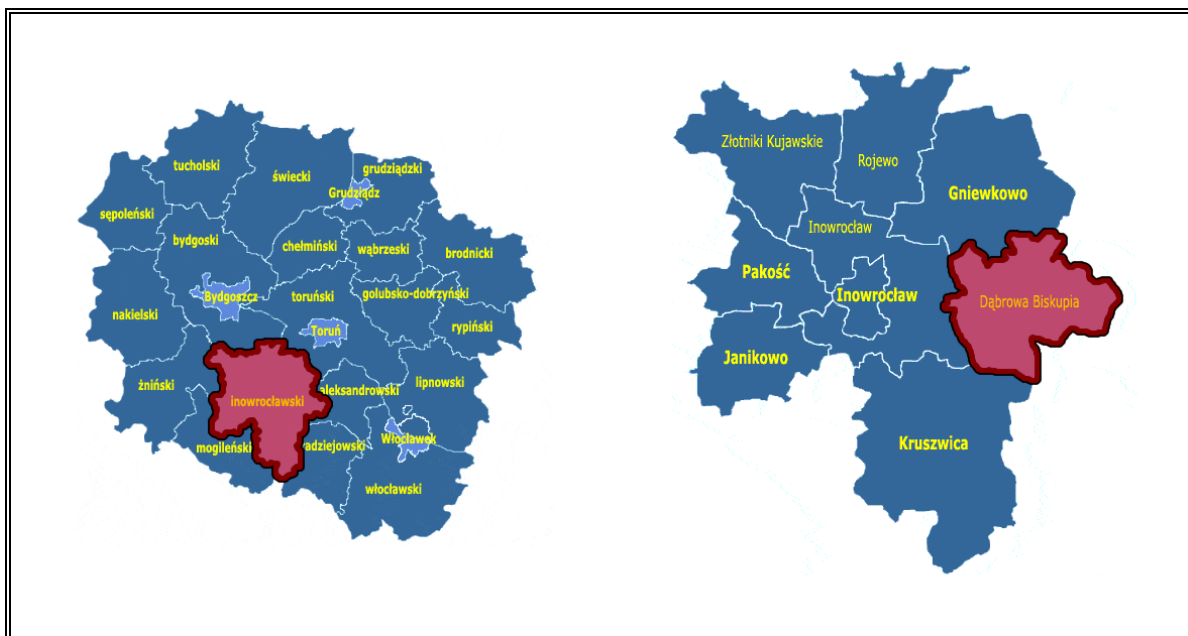 tucholski
świecki
grudziądzki
Grudziądz
sępoleński
bydgoski
chełmiński
wąbrzeski
brodnicki
Bydgoszcz
toruński
golubsko-dobrzyński
nakielski
Toruń
rypiński
żniński
inowrocławski
aleksandrowski
lipnowski
mogileński
radziejowski
Włocławek
włocławski
Złotniki Kujawskie
Rojewo
Gniewkowo
Inowrocław
Pakość
Inowrocław
Dąbrowa Biskupia
Janikowo
Kruszwica